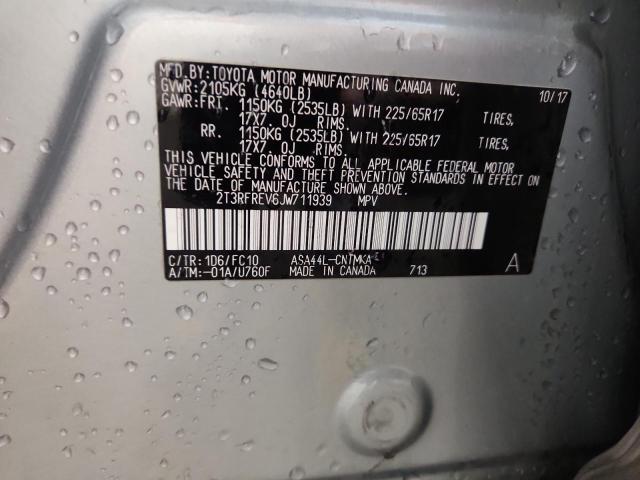 MFD.BY: TOYOTA MOTOR MANUFACTURING CANADA INC.
GVWR: 2105KG (4640LB) 10/17
GAWR: FRT. 1150KG (2535LB) WITH 225/65R17 TIRES,
17X7.0J RIMS.
RR. 1150KG (2535LB) WITH 225/65R17 TIRES,
17X7.0J RIMS.
THIS VEHICLE CONFORMS TO ALL APPLICABLE FEDERAL MOTOR
VEHICLE SAFETY AND THEFT PREVENTION STANDARDS IN EFFECT ON
THE DATE OF MANUFACTURE SHOWN ABOVE.
2T3RFREV6JW711939 MPV
C/TR: 1D6/FC10 ASA44L-CNTMKA
A/TM:-01A/U760F MADE IN CANADA 713 A